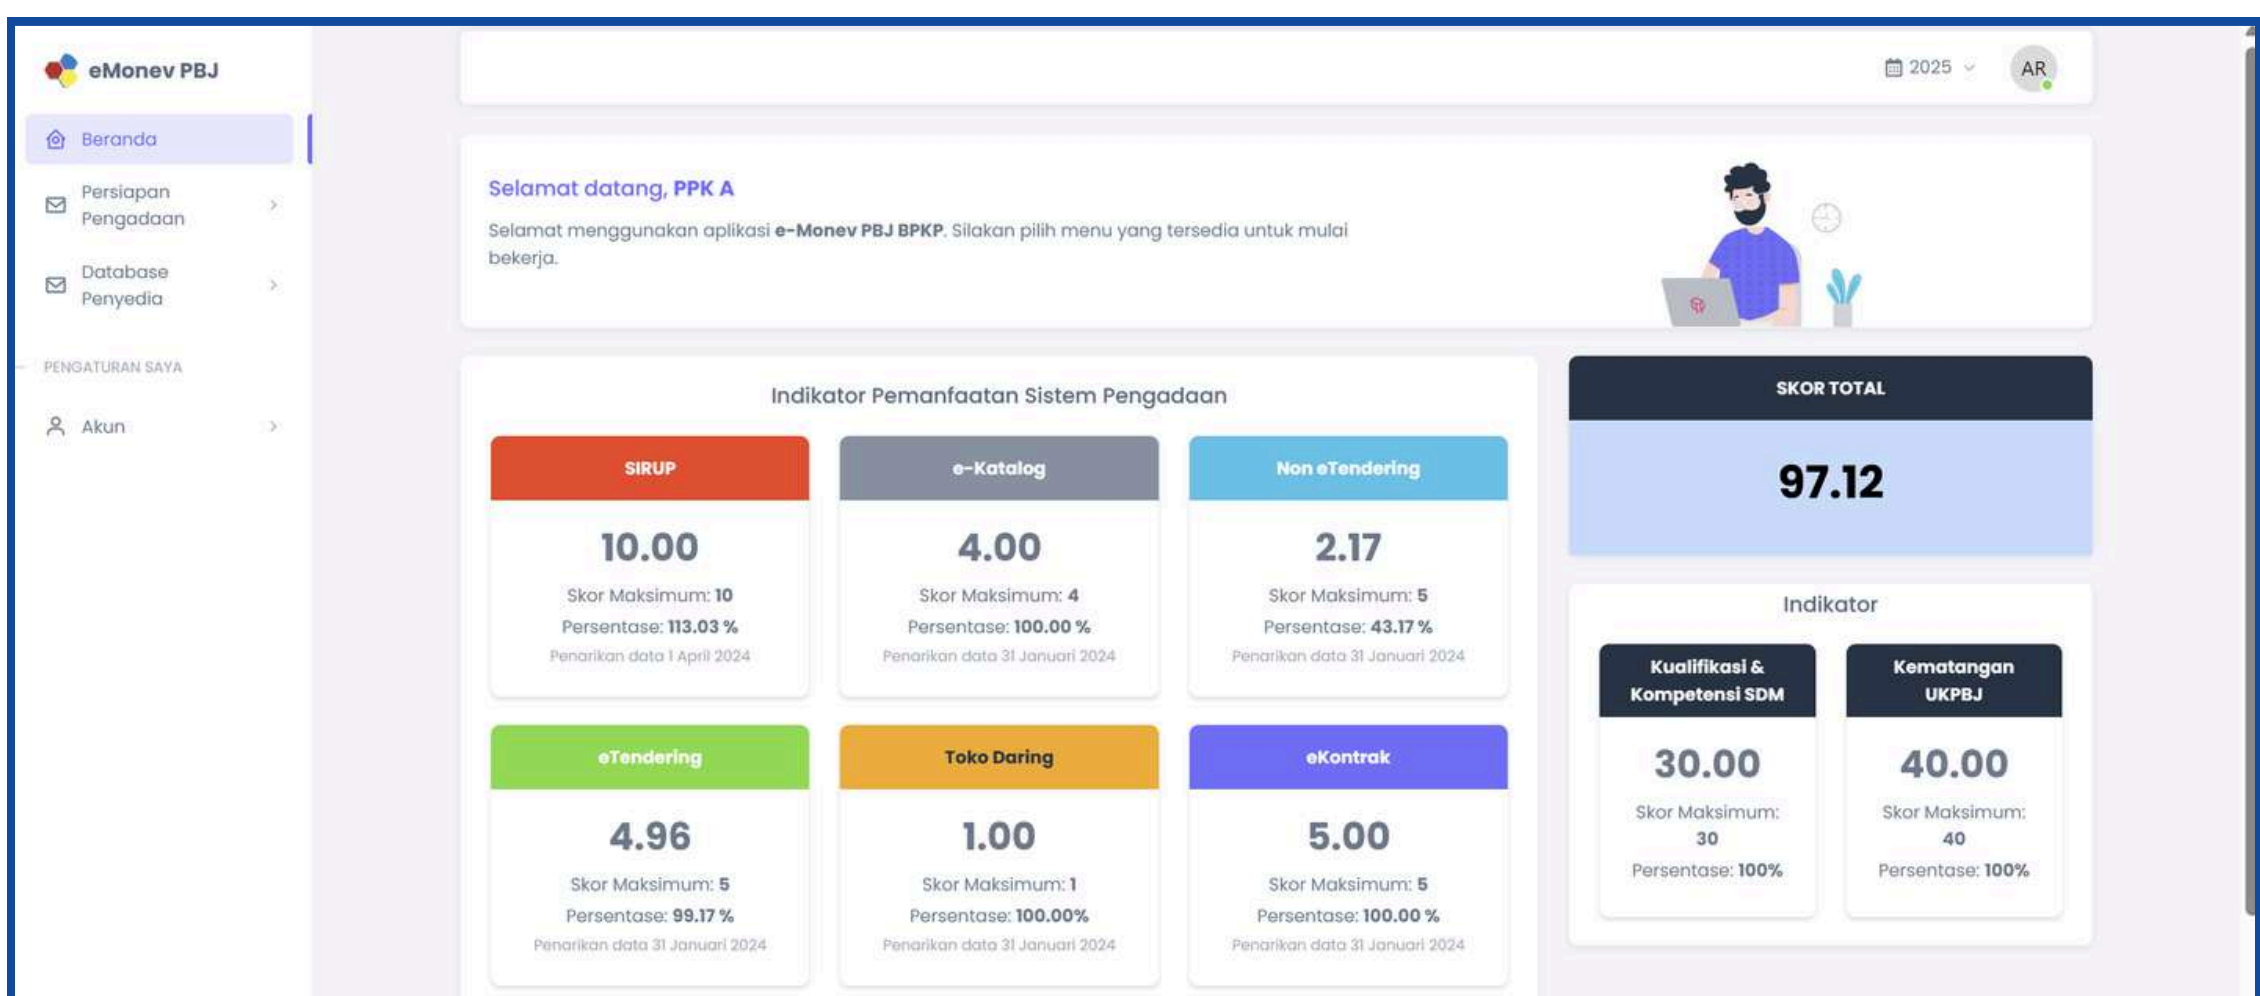 eMonev PBJ
Beranda
Persiapan
Pengadaan
Database
Penyedia
PENGATURAN SAYA
Akun
2025
AR
Selamat datang, PPK A
Selamat menggunakan aplikasi e-Monev PBJ BPKP. Silakan pilih menu yang tersedia untuk mulai
bekerja.
Indikator Pemanfaatan Sistem Pengadaan
SIRUP
10.00
Skor Maksimum: 10
Persentase: 113.03 %
Penarikan data 1 April 2024
e-Katalog
4.00
Skor Maksimum: 4
Persentase: 100.00 %
Penarikan data 31 Januari 2024
Non eTendering
2.17
Skor Maksimum: 5
Persentase: 43.17 %
Penarikan data 31 Januari 2024
eTendering
4.96
Skor Maksimum: 5
Persentase: 99.17 %
Penarikan data 31 Januari 2024
Toko Daring
1.00
Skor Maksimum: 1
Persentase: 100.00%
Penarikan data 31 Januari 2024
eKontrak
5.00
Skor Maksimum: 5
Persentase: 100.00 %
Penarikan data 31 Januari 2024
SKOR TOTAL
97.12
Indikator
Kualifikasi &
Kompetensi SDM
30.00
Skor Maksimum:
30
Persentase: 100%
Kematangan
UKPBJ
40.00
Skor Maksimum:
40
Persentase: 100%